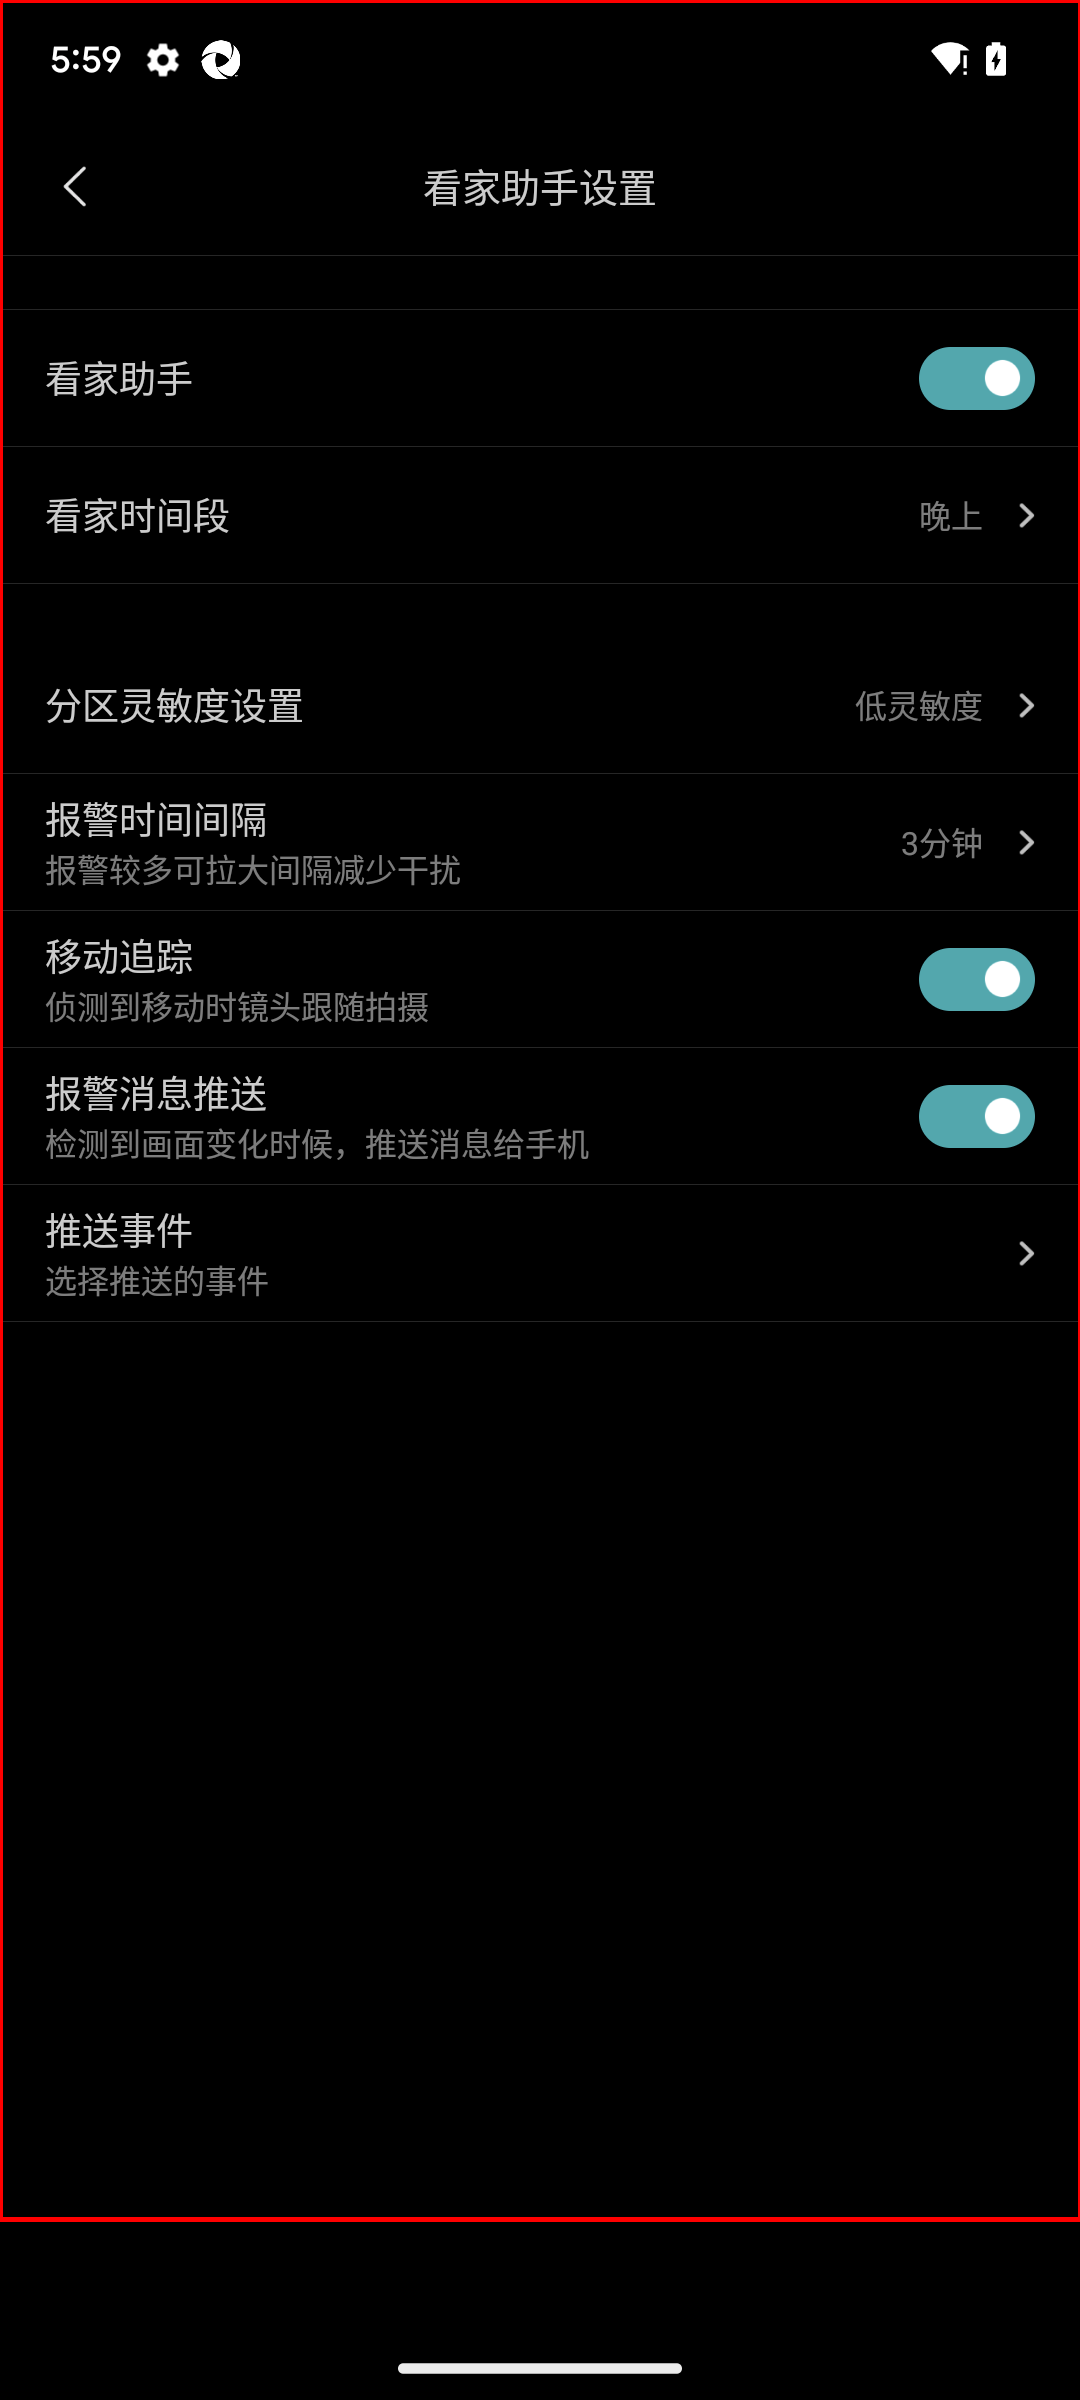 5:59
看家助手设置
看家助手
看家时间段
晚上
分区灵敏度设置
低灵敏度
报警时间间隔
报警较多可拉大间隔减少干扰
3分钟
移动追踪
侦测到移动时镜头跟随拍摄
报警消息推送
检测到画面变化时候，推送消息给手机
推送事件
选择推送的事件